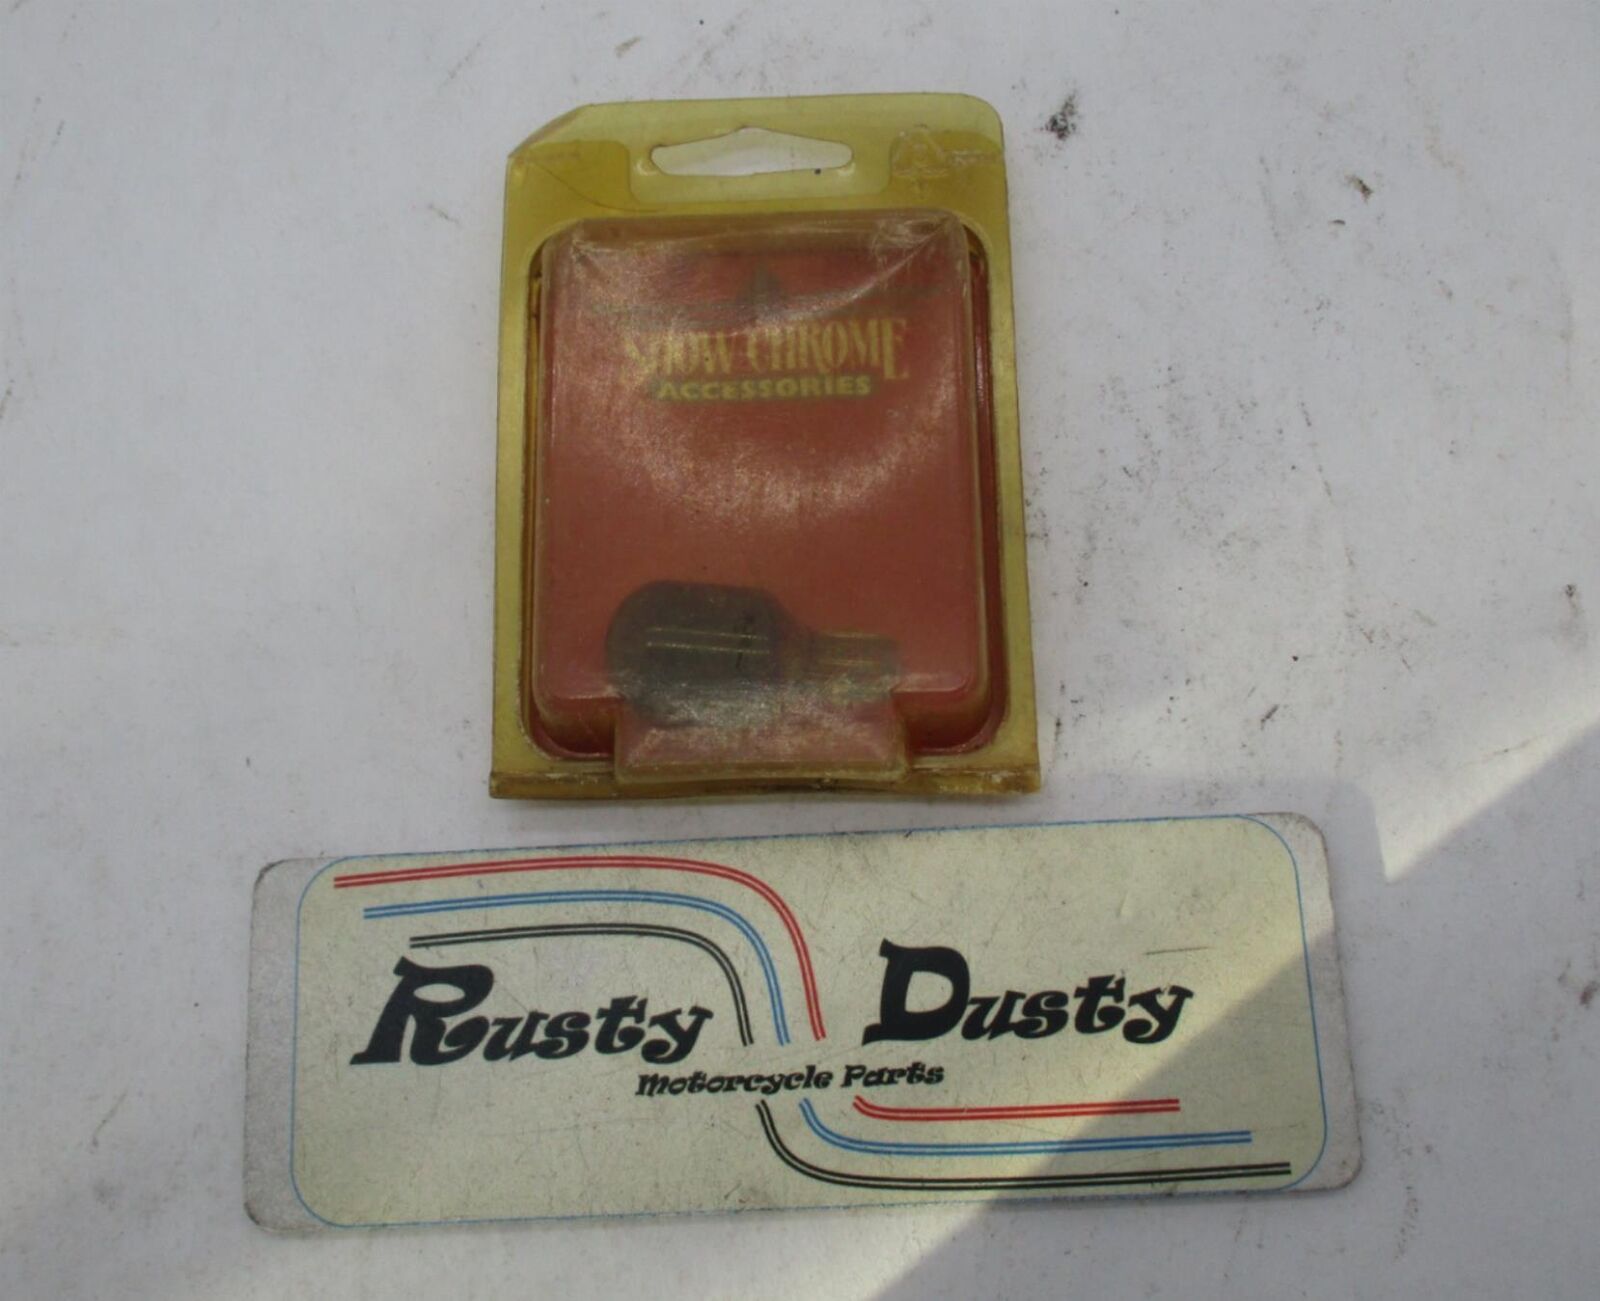 SHOW CHROME
ACCESSORIES
Rusty Dusty
Motorcycle Parts